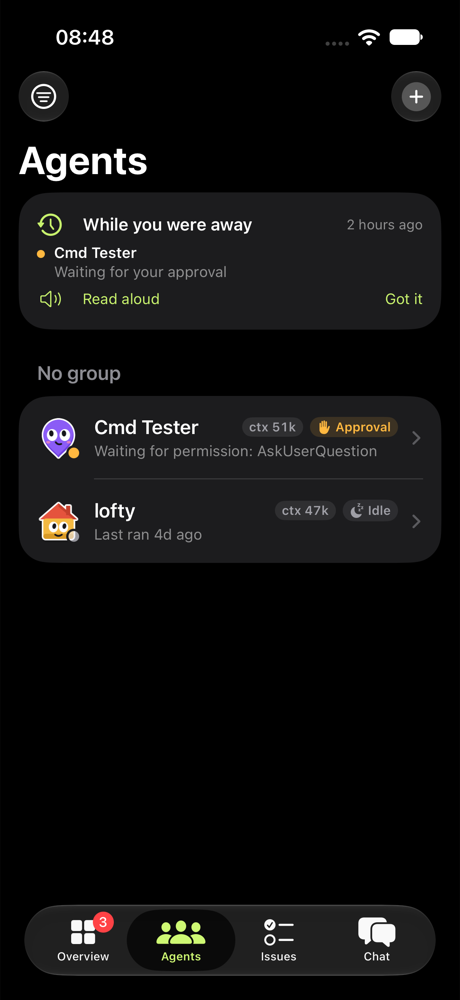 08:48
Agents
While you were away 2 hours ago
Cmd Tester
Waiting for your approval
Read aloud Got it
No group
Cmd Tester ctx 51k Approval
Waiting for permission: AskUserQuestion
lofty ctx 47k Idle
Last ran 4d ago
3
Overview Agents Issues Chat